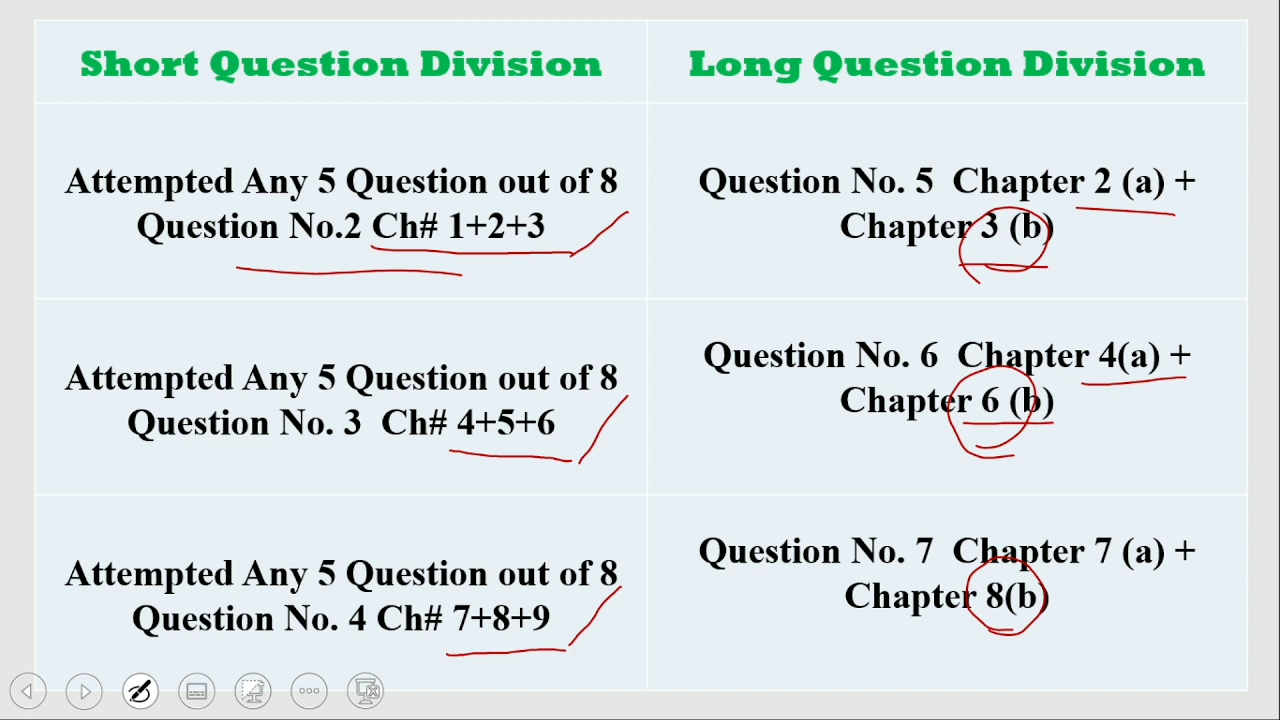 Short Question Division
Long Question Division
Attempted Any 5 Question out of 8
Question No.2 Ch# 1+2+3
Question No. 5 Chapter 2 (a) +
Chapter 3 (b)
Attempted Any 5 Question out of 8
Question No. 3 Ch# 4+5+6
Question No. 6 Chapter 4(a) +
Chapter 6 (b)
Attempted Any 5 Question out of 8
Question No. 4 Ch# 7+8+9
Question No. 7 Chapter 7 (a) +
Chapter 8(b)